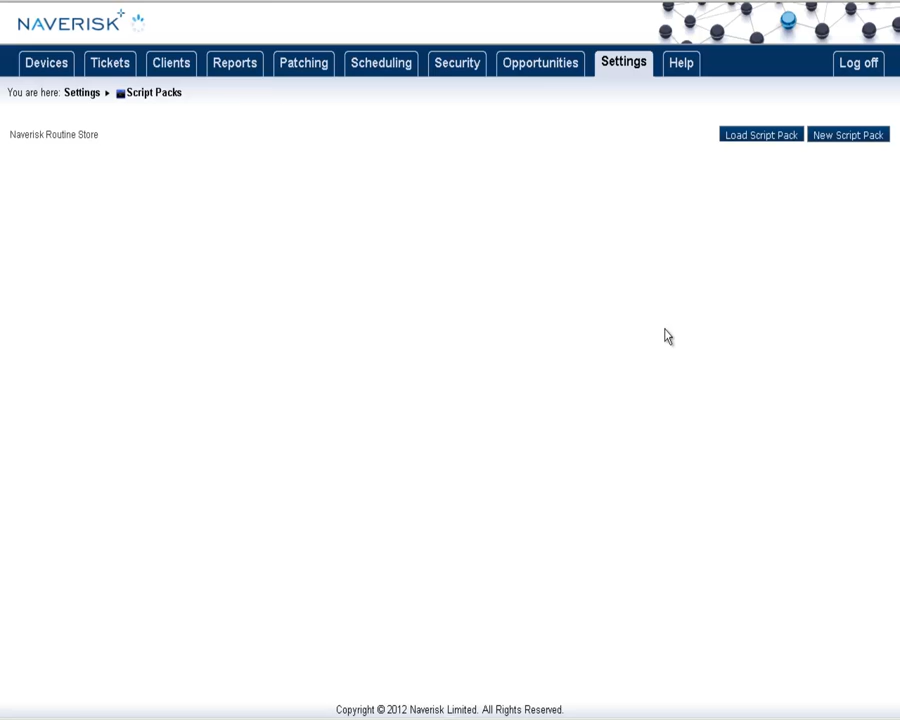 NAVERISK
Devices Tickets Clients Reports Patching Scheduling Security Opportunities Settings Help Log off
You are here: Settings Script Packs
Naverisk Routine Store Load Script Pack New Script Pack
Copyright © 2012 Naverisk Limited. All Rights Reserved.